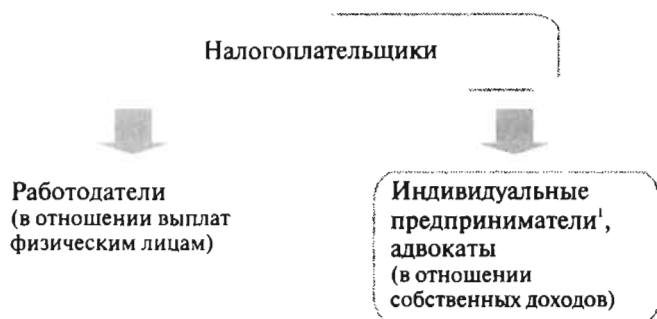 Налогоплательщики
Работодатели
(в отношении выплат
физическим лицам)
Индивидуальные
предприниматели¹,
адвокаты
(в отношении
собственных доходов)